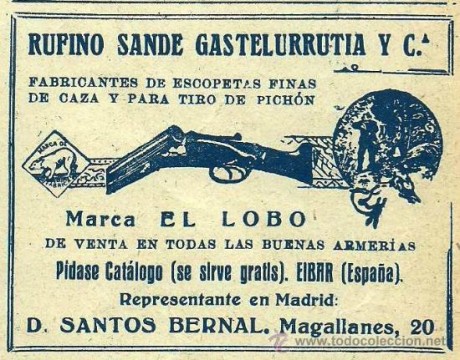 RUFINO SANDE GASTELURRUTIA Y C.ª
FABRICANTES DE ESCOPETAS FINAS
DE CAZA Y PARA TIRO DE PICHÓN
MARCA DE
Marca EL LOBO
DE VENTA EN TODAS LAS BUENAS ARMERÍAS
Pídase Catálogo (se sirve gratis). EIBAR (España).
Representante en Madrid:
D. SANTOS BERNAL. Magallanes, 20
todocoleccion.net